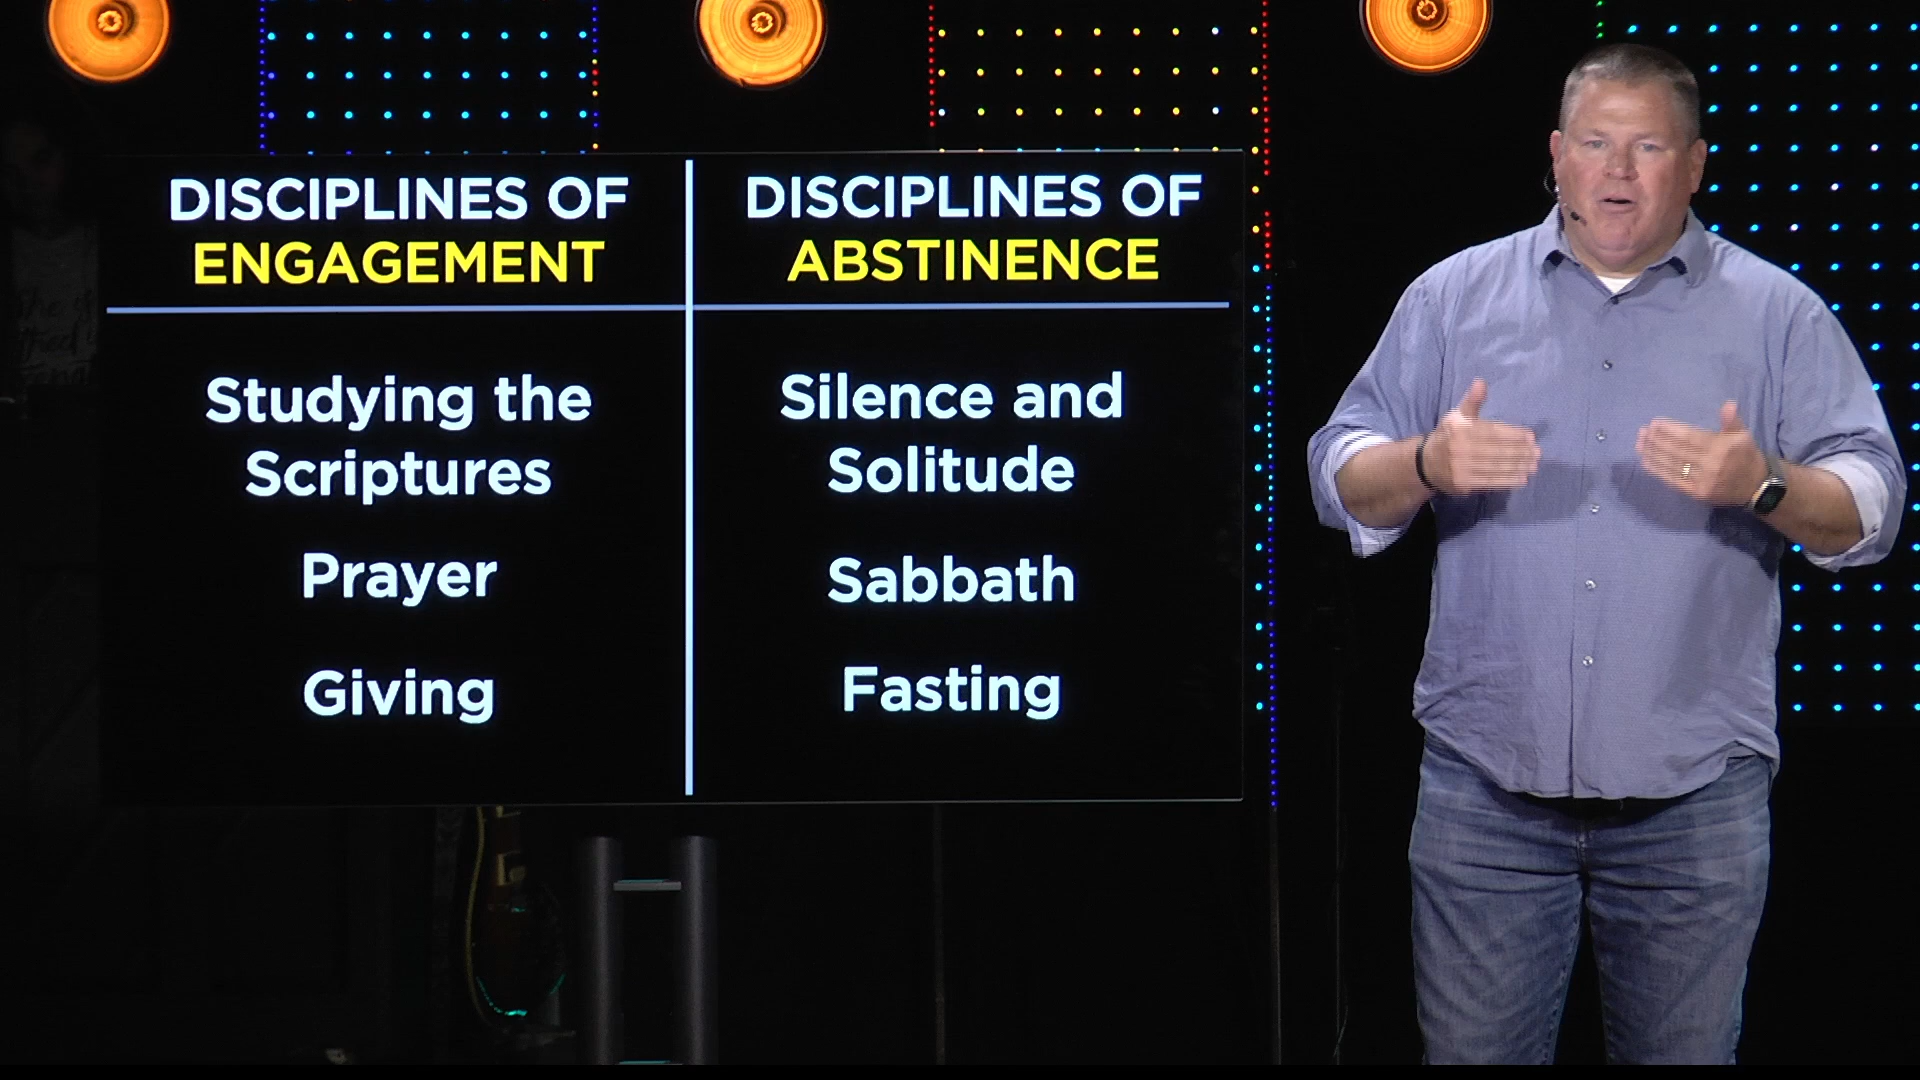 DISCIPLINES OF
ENGAGEMENT
DISCIPLINES OF
ABSTINENCE
Studying the
Scriptures
Silence and
Solitude
Prayer
Sabbath
Giving
Fasting